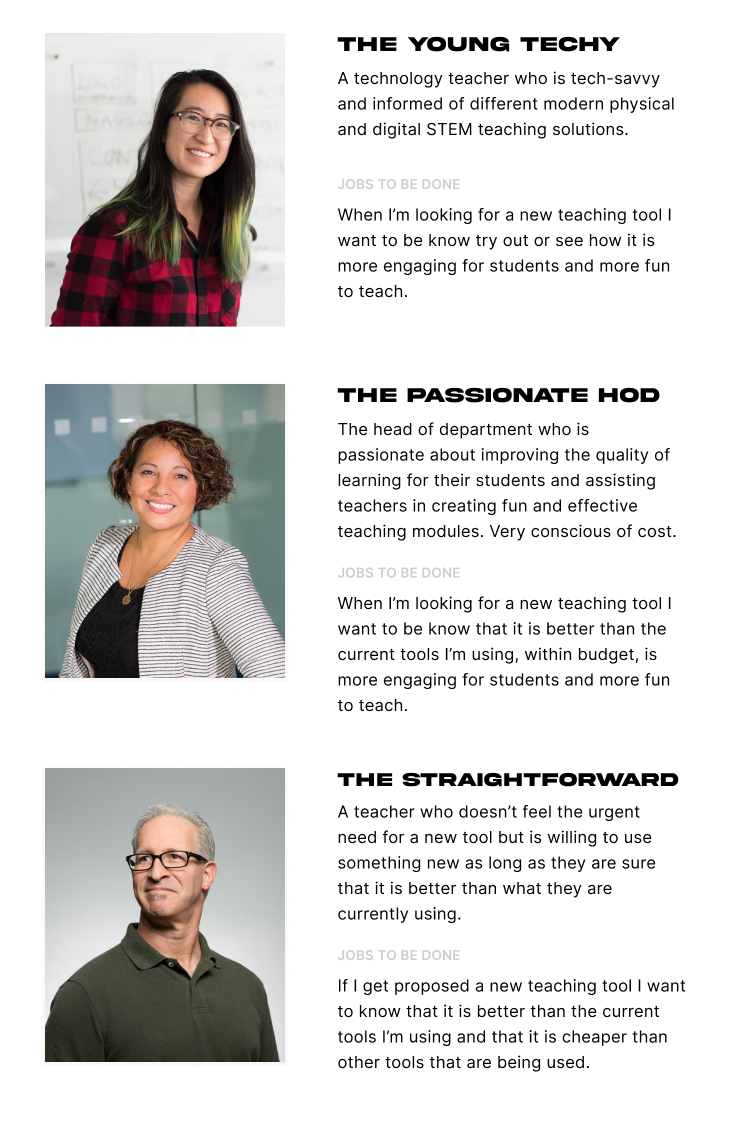 THE YOUNG TECHY
A technology teacher who is tech-savvy
and informed of different modern physical
and digital STEM teaching solutions.
JOBS TO BE DONE
When I’m looking for a new teaching tool I
want to be know try out or see how it is
more engaging for students and more fun
to teach.
THE PASSIONATE HOD
The head of department who is
passionate about improving the quality of
learning for their students and assisting
teachers in creating fun and effective
teaching modules. Very conscious of cost.
JOBS TO BE DONE
When I’m looking for a new teaching tool I
want to be know that it is better than the
current tools I’m using, within budget, is
more engaging for students and more fun
to teach.
THE STRAIGHTFORWARD
A teacher who doesn’t feel the urgent
need for a new tool but is willing to use
something new as long as they are sure
that it is better than what they are
currently using.
JOBS TO BE DONE
If I get proposed a new teaching tool I want
to know that it is better than the current
tools I’m using and that it is cheaper than
other tools that are being used.